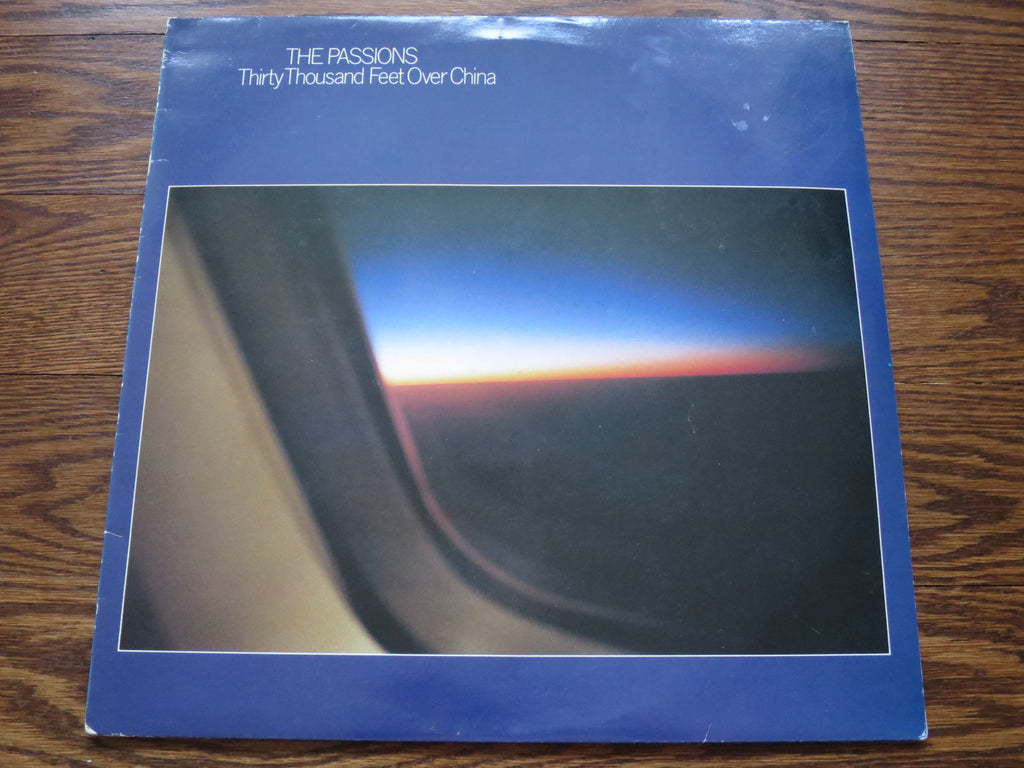 THE PASSIONS
Thirty Thousand Feet Over China